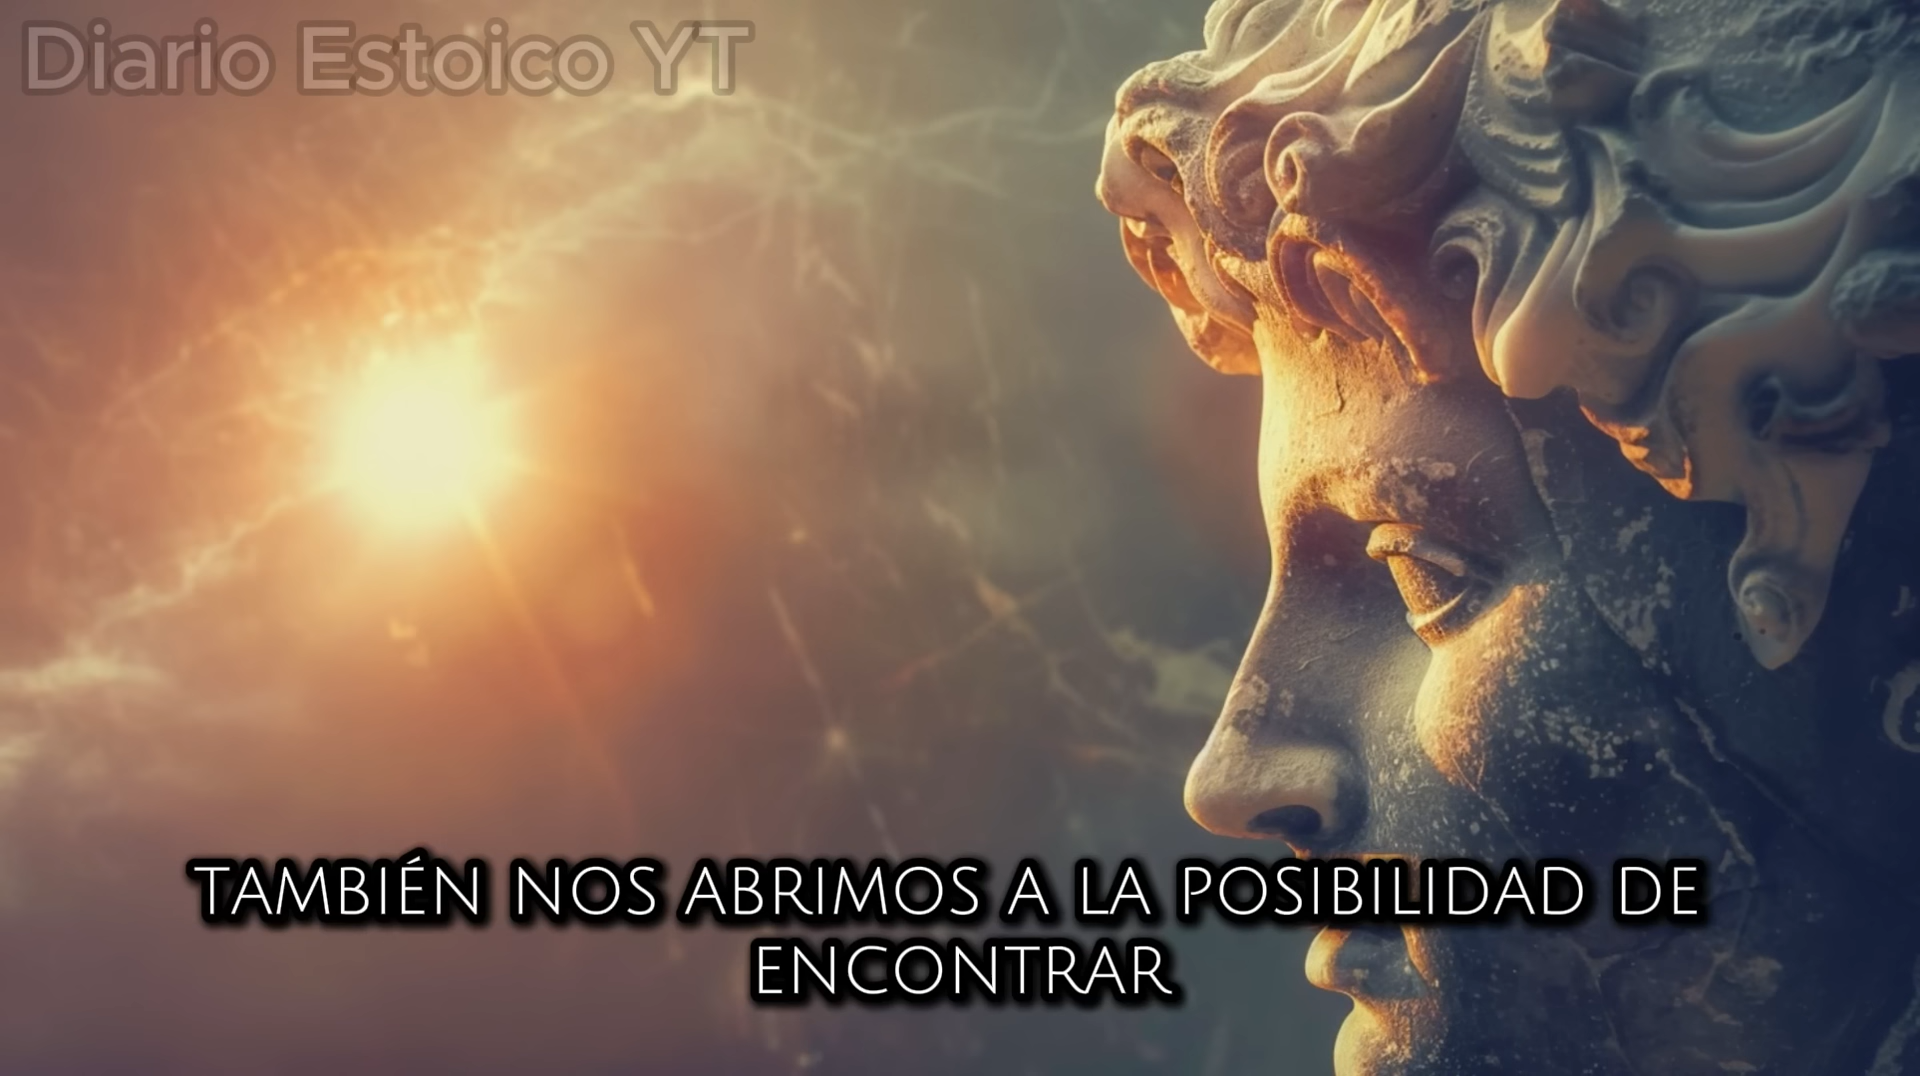 Diario Estoico YT
TAMBIÉN NOS ABRIMOS A LA POSIBILIDAD DE
ENCONTRAR